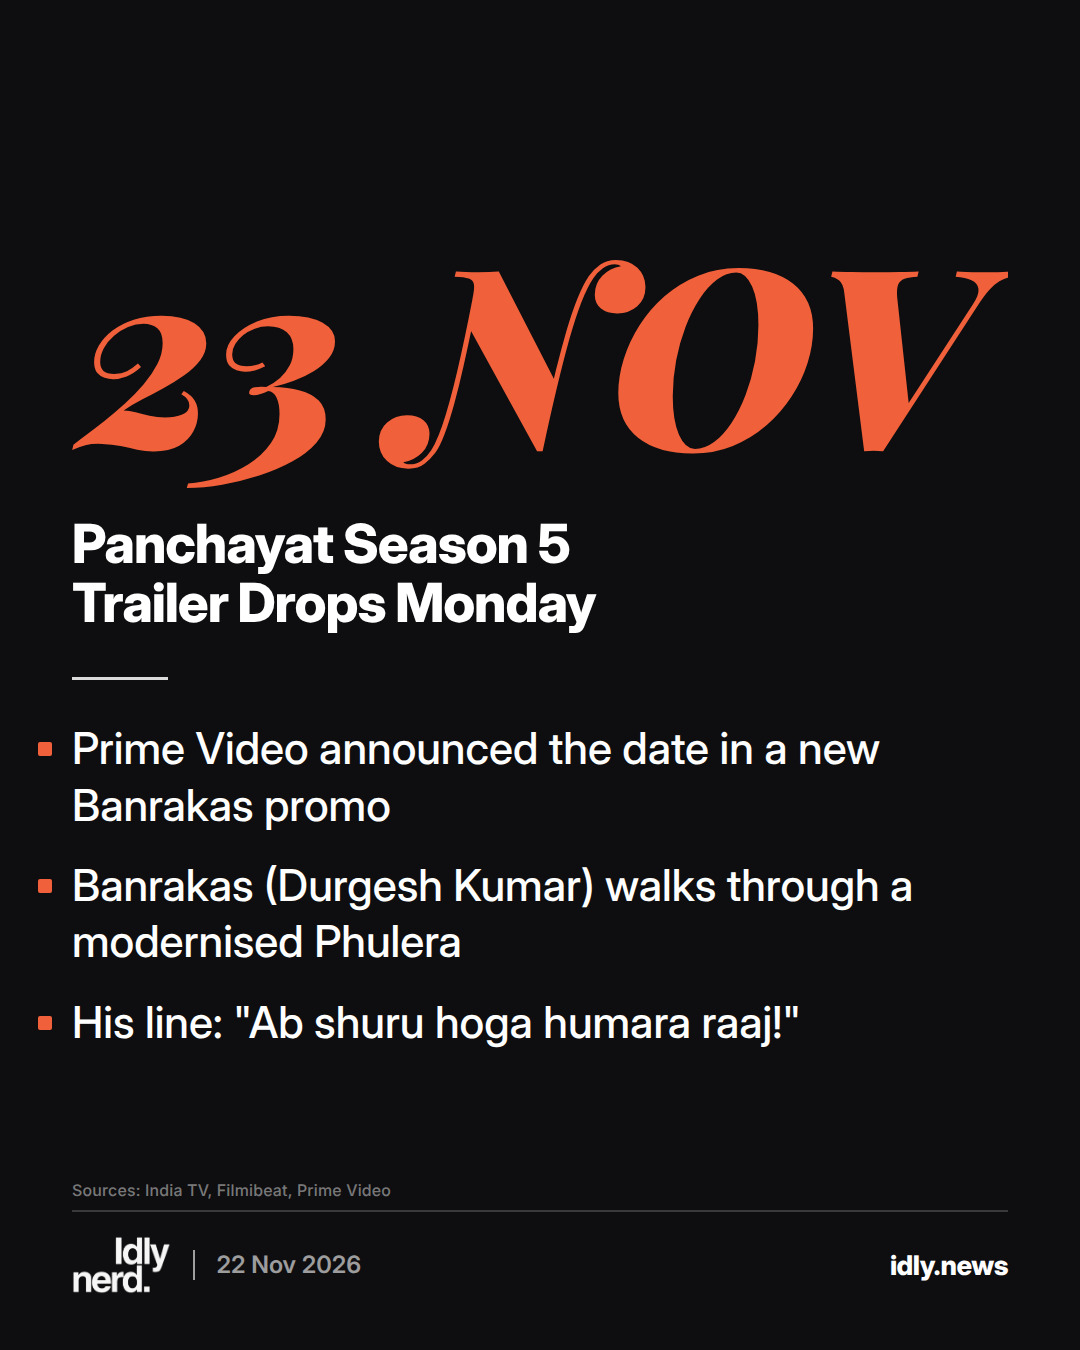 23 NOV
Panchayat Season 5
Trailer Drops Monday
Prime Video announced the date in a new
Banrakas promo
Banrakas (Durgesh Kumar) walks through a
modernised Phulera
His line: "Ab shuru hoga humara raaj!"
Sources: India TV, Filmibeat, Prime Video
Idly
nerd.
22 Nov 2026
idly.news